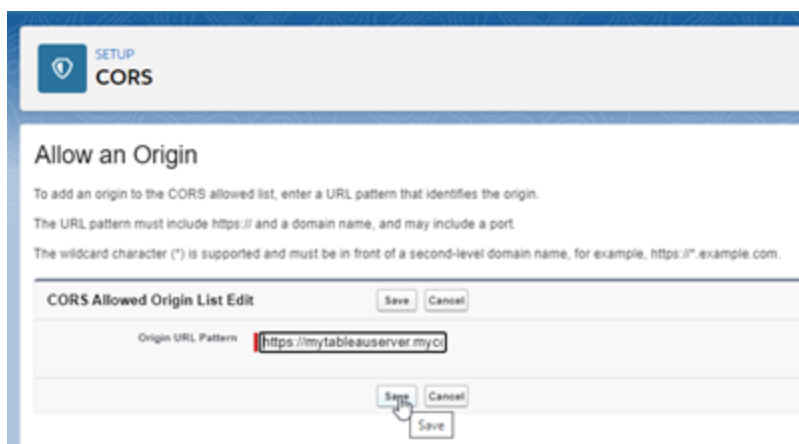 SETUP
CORS
Allow an Origin
To add an origin to the CORS allowed list, enter a URL pattern that identifies the origin.
The URL pattern must include https:// and a domain name, and may include a port.
The wildcard character (*) is supported and must be in front of a second-level domain name, for example, https://*.example.com.
CORS Allowed Origin List Edit Save Cancel
Origin URL Pattern https://mytableauserver.myc
Save Cancel
Save